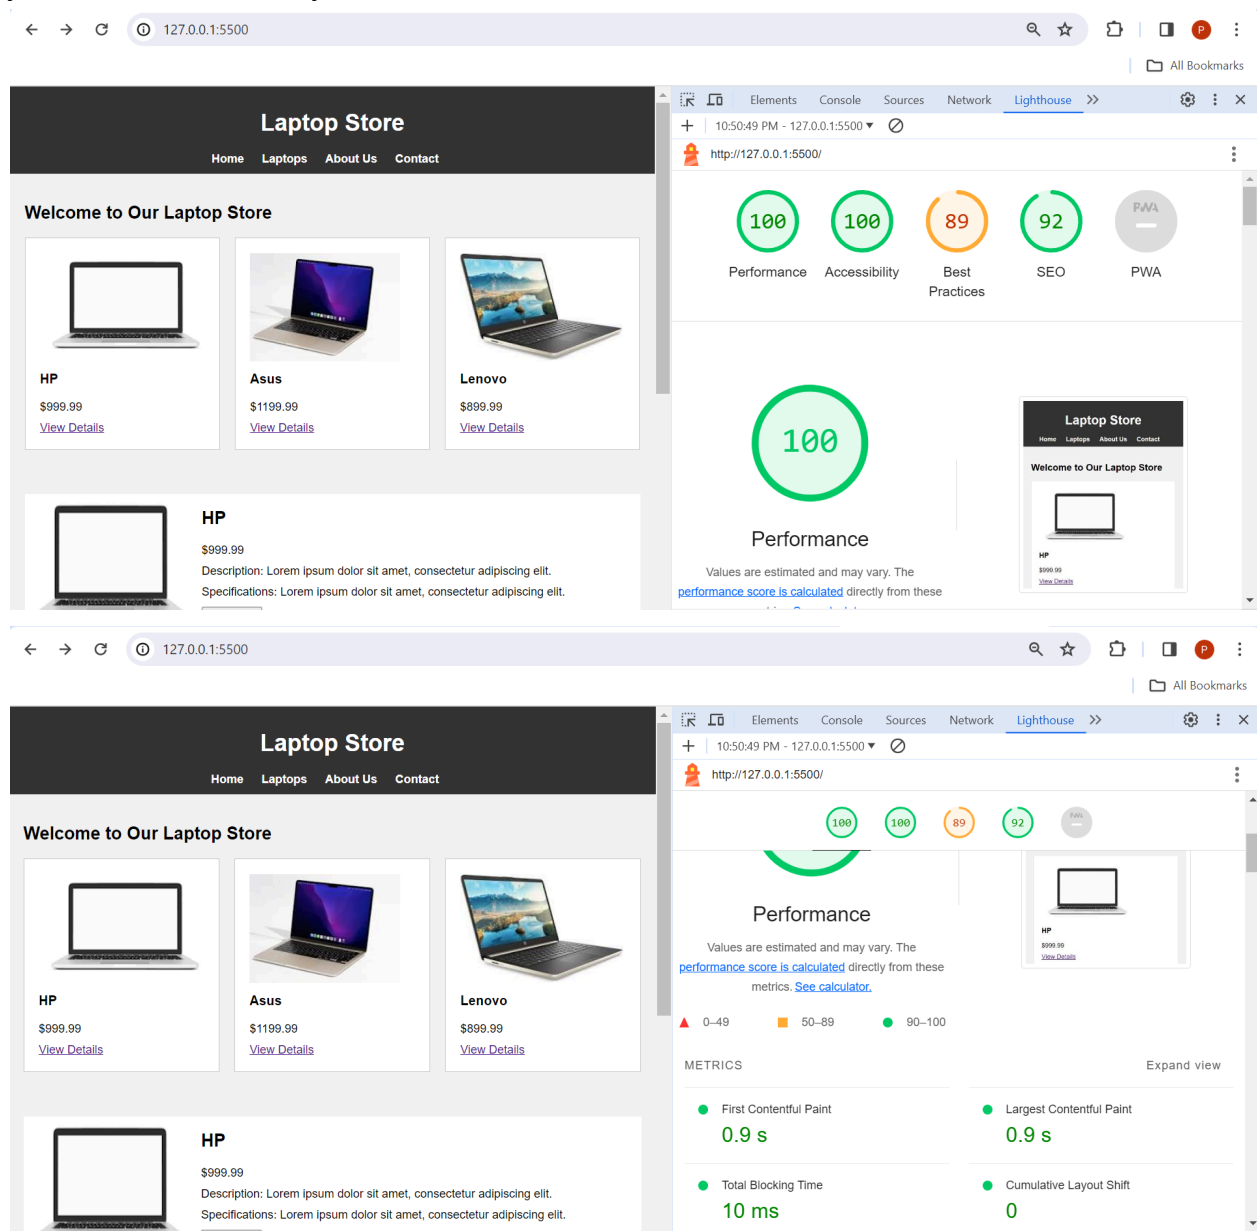 127.0.0.1:5500
P
All Bookmarks
Laptop Store
Home Laptops About Us Contact
Welcome to Our Laptop Store
HP
$999.99
View Details
Asus
$1199.99
View Details
Lenovo
$899.99
View Details
HP
$999.99
Description: Lorem ipsum dolor sit amet, consectetur adipiscing elit.
Specifications: Lorem ipsum dolor sit amet, consectetur adipiscing elit.
Elements Console Sources Network Lighthouse
10:50:49 PM - 127.0.0.1:5500
http://127.0.0.1:5500/
100 100 89 92 PWA
Performance Accessibility Best Practices SEO PWA
100
Performance
Values are estimated and may vary. The
performance score is calculated directly from these
Laptop Store
Home Laptops About Us Contact
Welcome to Our Laptop Store
HP
$999.99
View Details
127.0.0.1:5500
P
All Bookmarks
Laptop Store
Home Laptops About Us Contact
Welcome to Our Laptop Store
HP
$999.99
View Details
Asus
$1199.99
View Details
Lenovo
$899.99
View Details
HP
$999.99
Description: Lorem ipsum dolor sit amet, consectetur adipiscing elit.
Specifications: Lorem ipsum dolor sit amet, consectetur adipiscing elit.
Elements Console Sources Network Lighthouse
10:50:49 PM - 127.0.0.1:5500
http://127.0.0.1:5500/
100 100 89 92 PWA
Performance
Values are estimated and may vary. The
performance score is calculated directly from these
metrics. See calculator.
HP
$999.99
View Details
0–49 50–89 90–100
METRICS Expand view
First Contentful Paint
0.9 s
Largest Contentful Paint
0.9 s
Total Blocking Time
10 ms
Cumulative Layout Shift
0